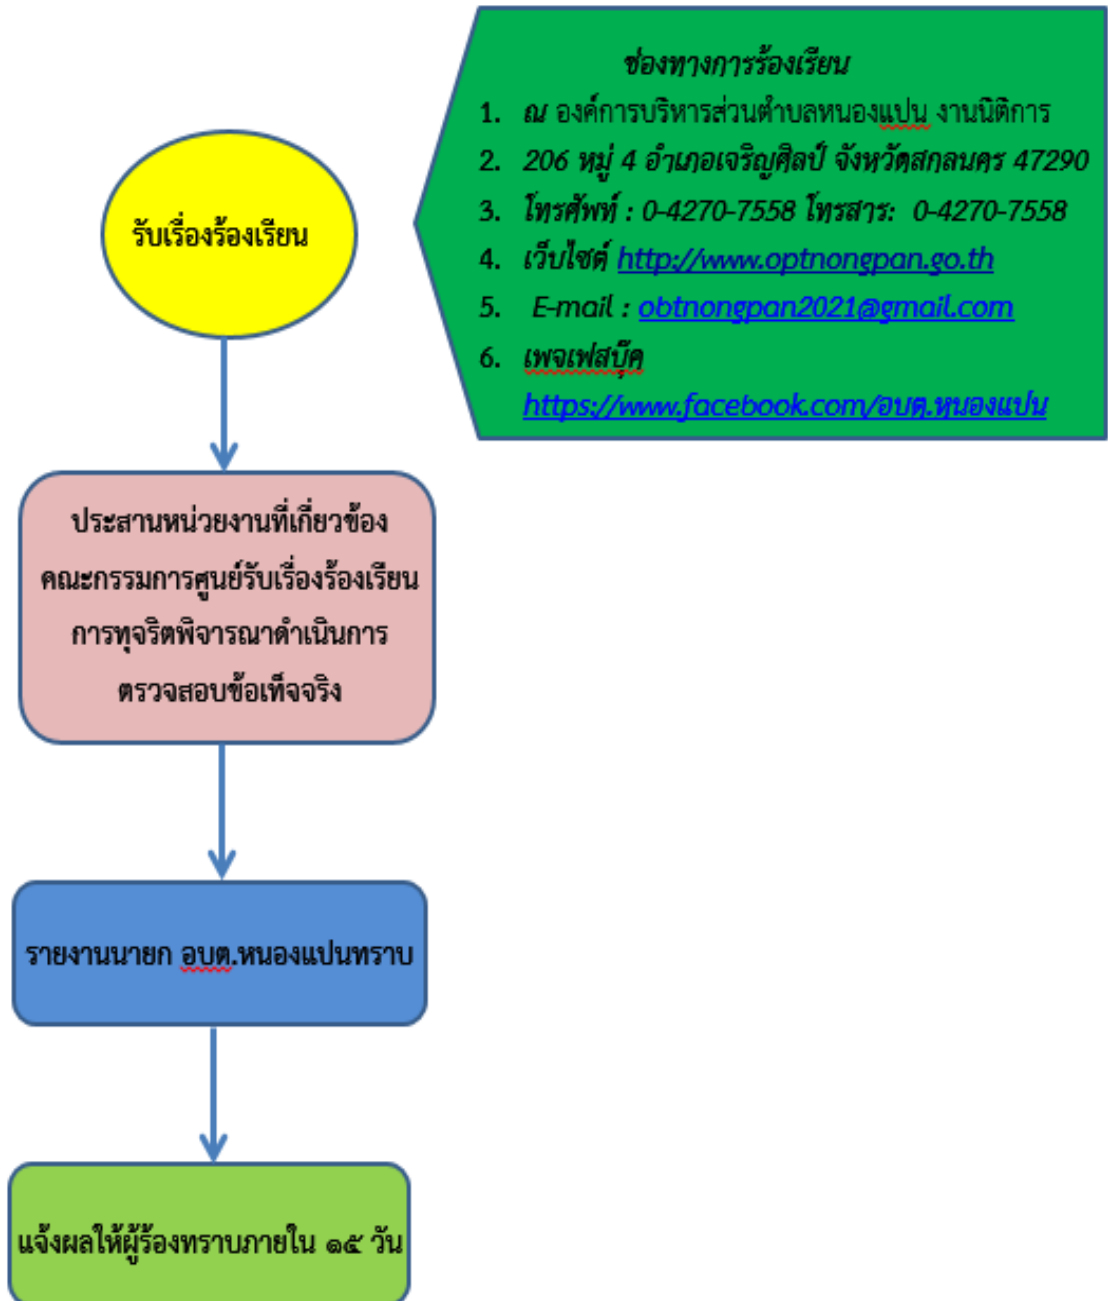 ช่องทางการร้องเรียน
1. ณ องค์การบริหารส่วนตำบลหนองแปน งานนิติการ
2. 206 หมู่ 4 อำเภอเจริญศิลป์ จังหวัดสกลนคร 47290
3. โทรศัพท์ : 0-4270-7558 โทรสาร: 0-4270-7558
4. เว็บไซต์ http://www.optnongpan.go.th
5. E-mail : obtnongpan2021@gmail.com
6. เพจเฟสบุ๊ค
https://www.facebook.com/อบต.หนองแปน
รับเรื่องร้องเรียน
ประสานหน่วยงานที่เกี่ยวข้อง
คณะกรรมการศูนย์รับเรื่องร้องเรียน
การทุจริตพิจารณาดำเนินการ
ตรวจสอบข้อเท็จจริง
รายงานนายก อบต.หนองแปนทราบ
แจ้งผลให้ผู้ร้องทราบภายใน ๑๕ วัน